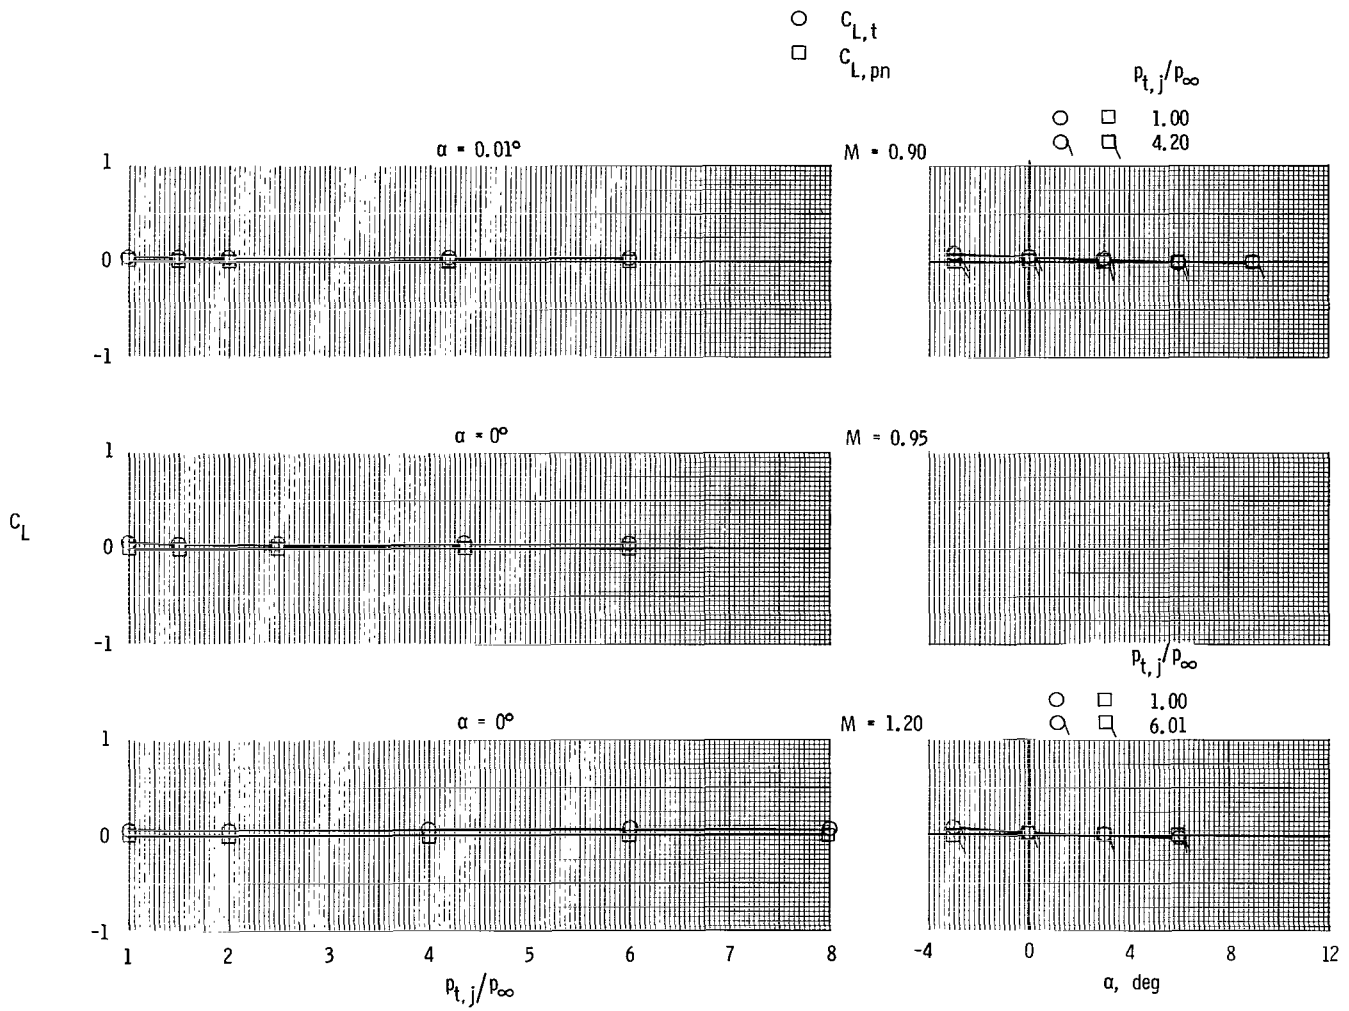 C_L,t
C_L,pn
p_t,j/p_∞
1.00
4.20
α = 0.01°
M = 0.90
1
0
-1
α = 0°
M = 0.95
1
C_L
0
-1
p_t,j/p_∞
1.00
6.01
α = 0°
M = 1.20
1
0
-1
1 2 3 4 5 6 7 8
-4 0 4 8 12
p_t,j/p_∞
α, deg